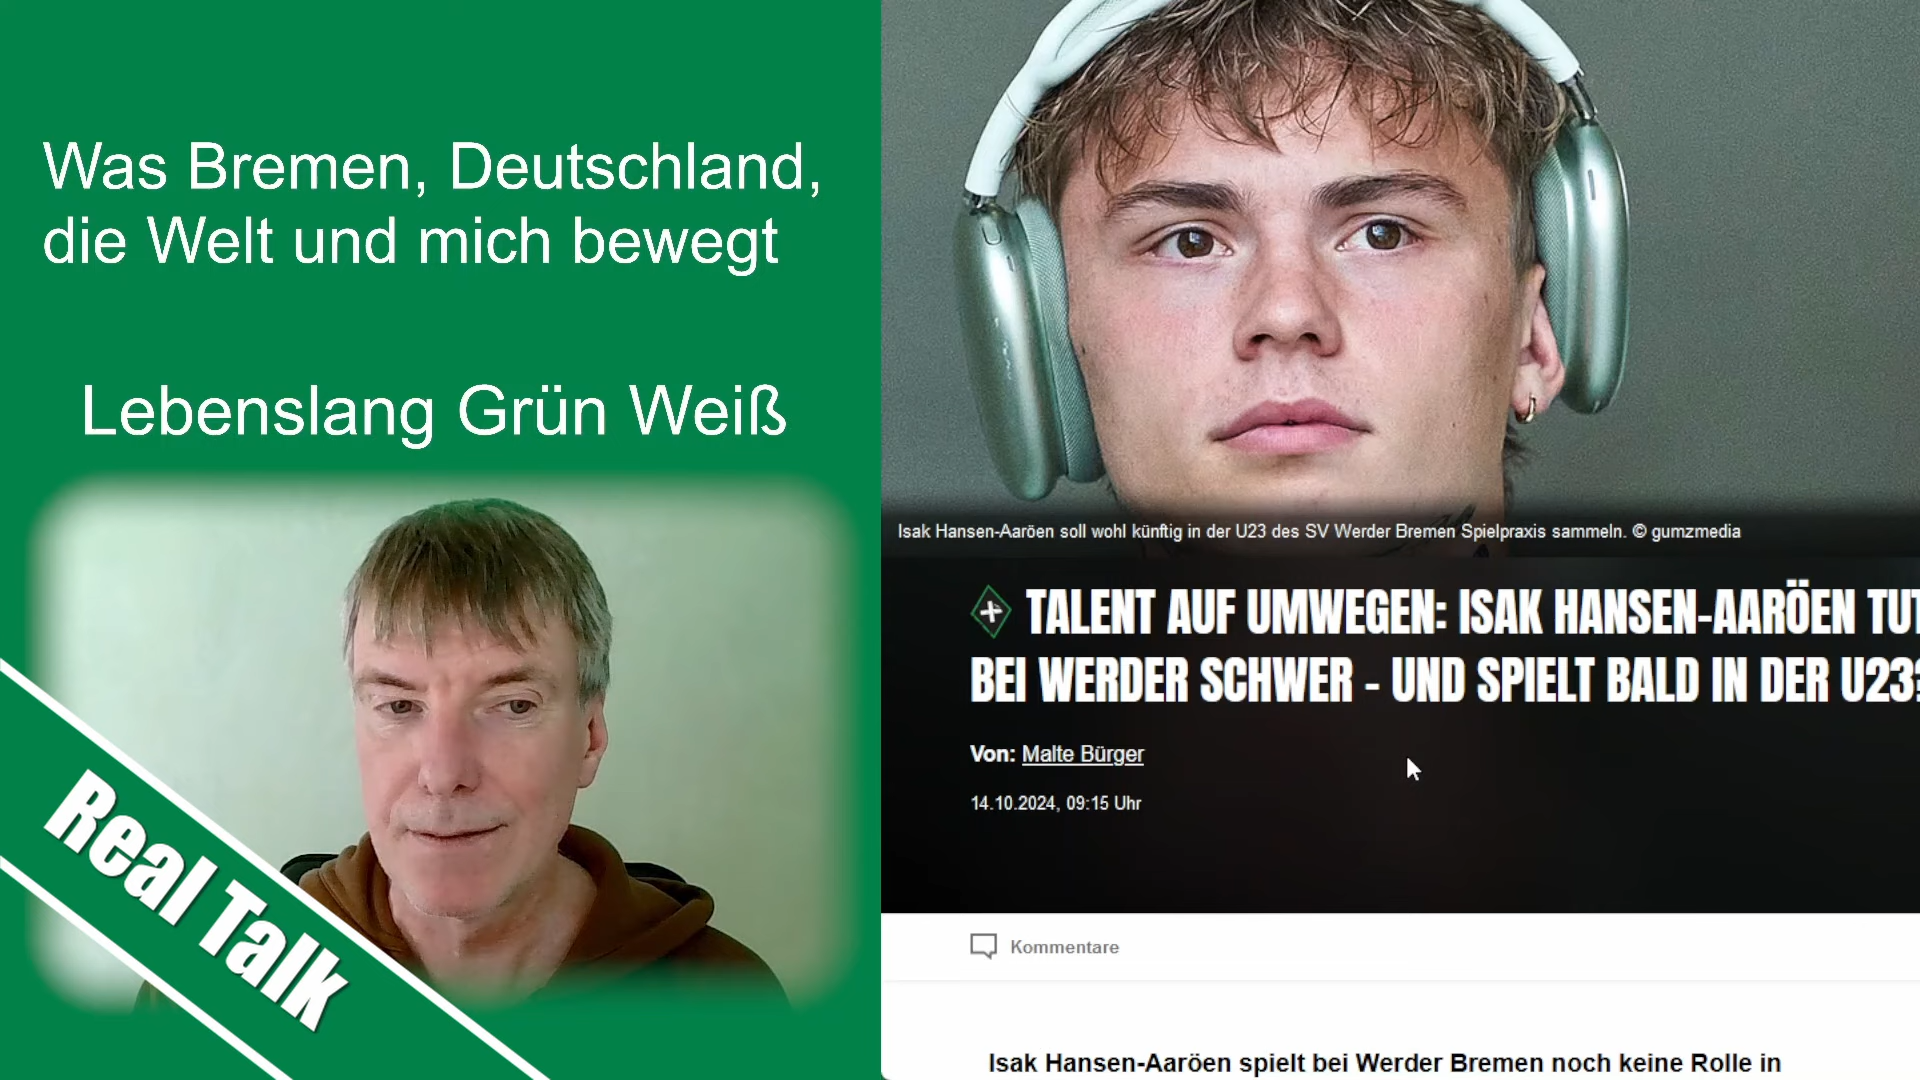 Was Bremen, Deutschland,
die Welt und mich bewegt
Lebenslang Grün Weiß
Real Talk
Isak Hansen-Aaröen soll wohl künftig in der U23 des SV Werder Bremen Spielpraxis sammeln. © gumzmedia
TALENT AUF UMWEGEN: ISAK HANSEN-AARÖEN TUT
BEI WERDER SCHWER - UND SPIELT BALD IN DER U23?
Von: Malte Bürger
14.10.2024, 09:15 Uhr
Kommentare
Isak Hansen-Aaröen spielt bei Werder Bremen noch keine Rolle in